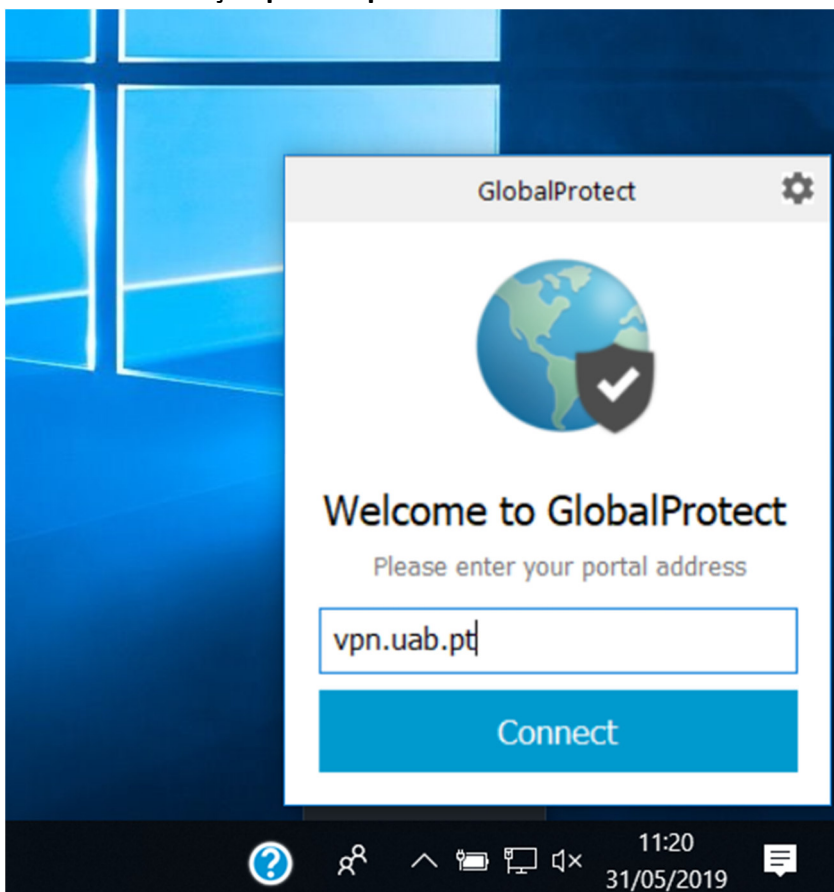 GlobalProtect
Welcome to GlobalProtect
Please enter your portal address
vpn.uab.pt
Connect
11:20
31/05/2019